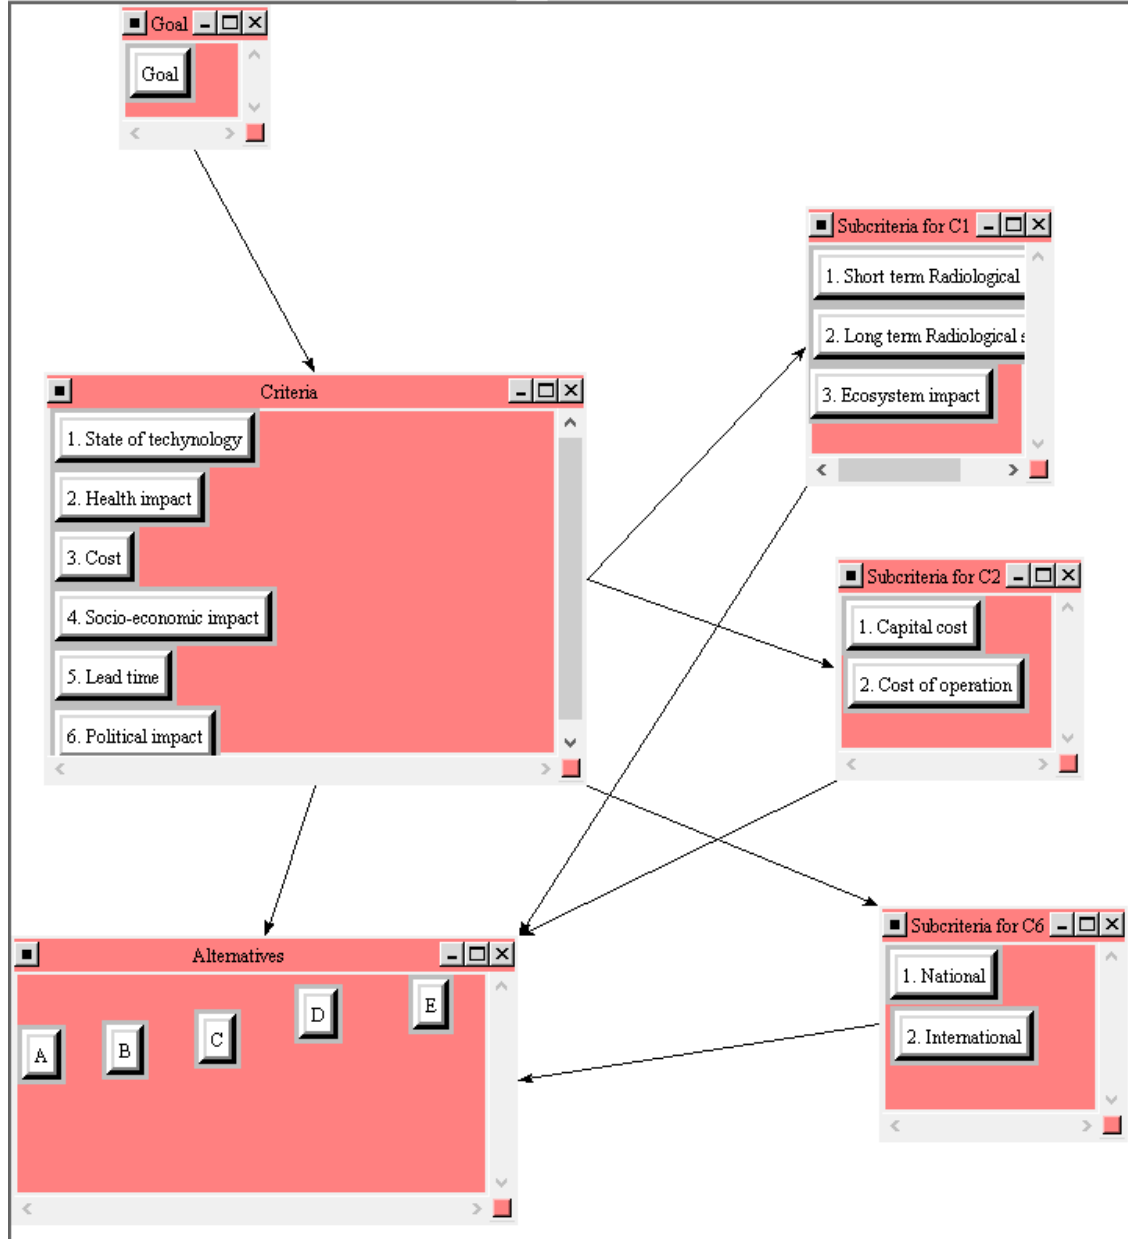 Goal
Goal
Subcriteria for C1
1. Short term Radiological
2. Long term Radiological
3. Ecosystem impact
Criteria
1. State of techynology
2. Health impact
3. Cost
4. Socio-economic impact
5. Lead time
6. Political impact
Subcriteria for C2
1. Capital cost
2. Cost of operation
Alternatives
A
B
C
D
E
Subcriteria for C6
1. National
2. International